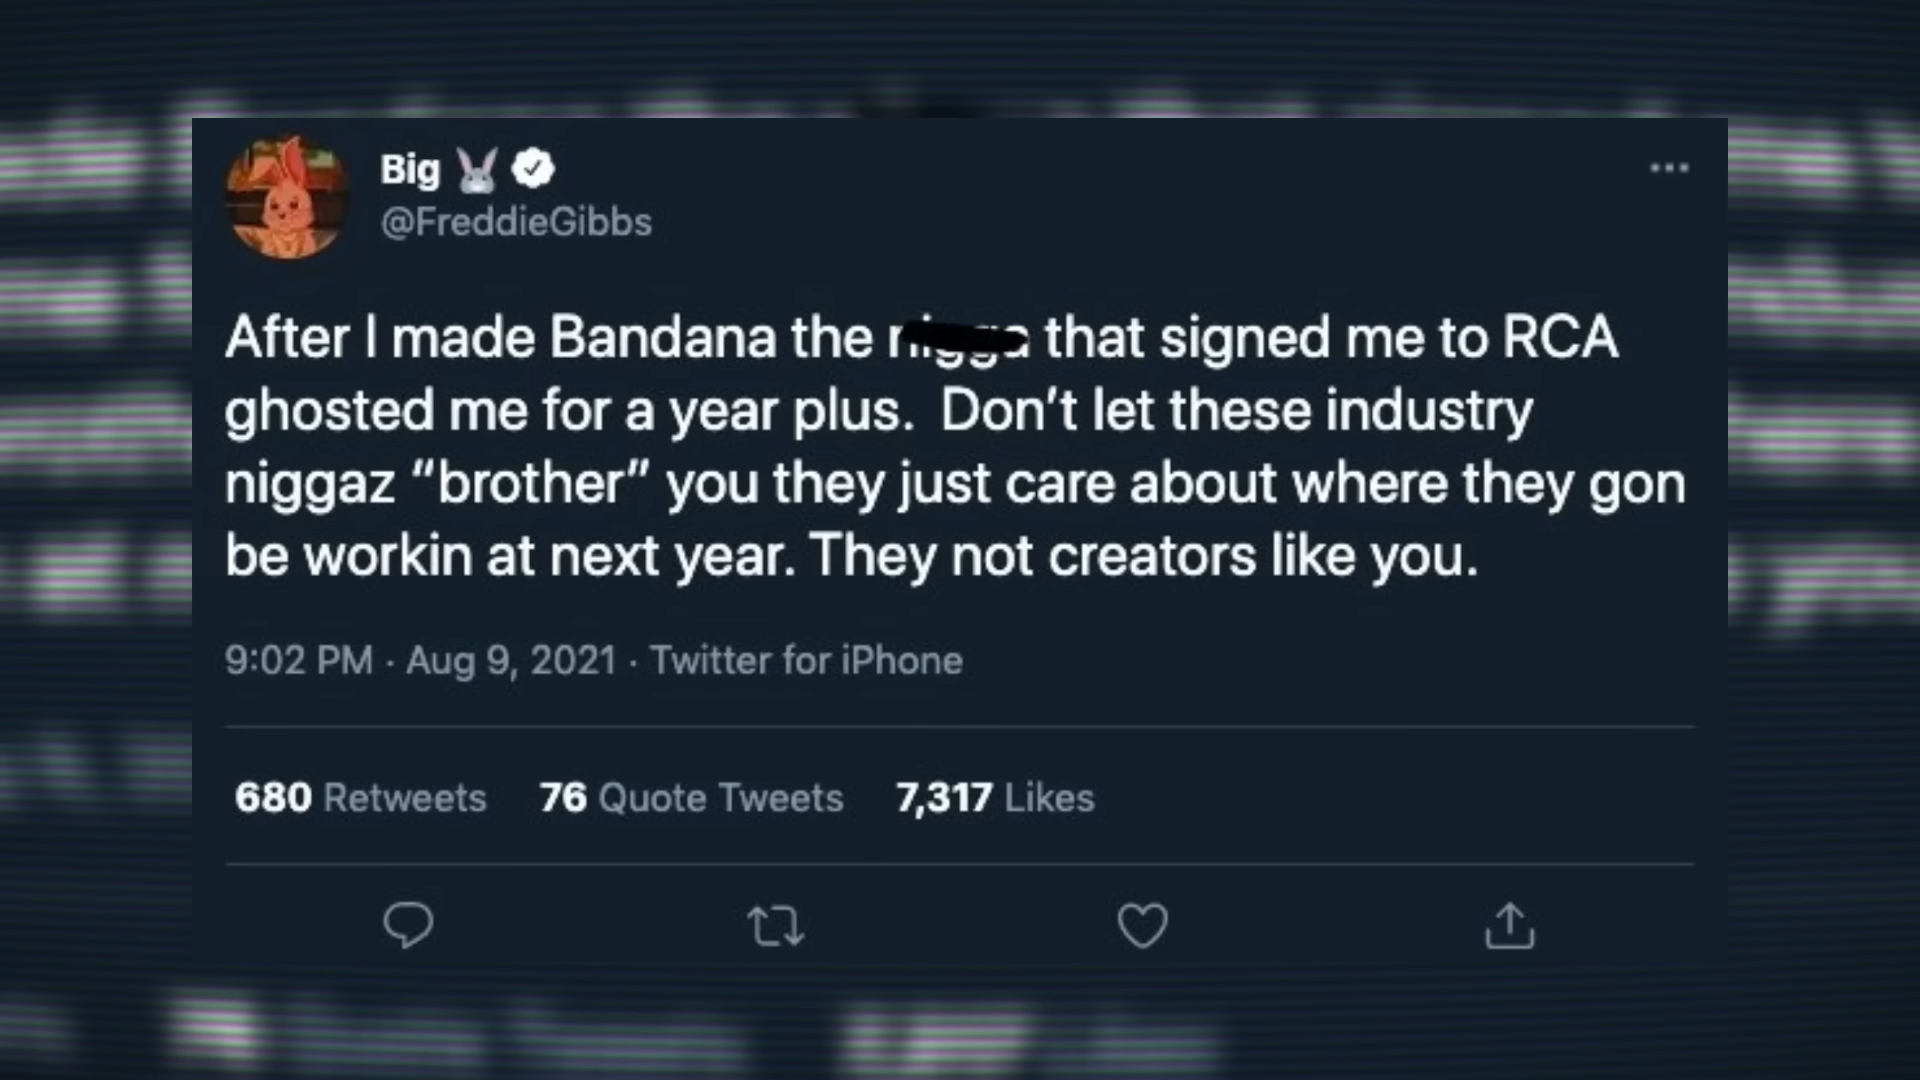 Big
@FreddieGibbs
After I made Bandana the nigga that signed me to RCA
ghosted me for a year plus. Don’t let these industry
niggaz “brother” you they just care about where they gon
be workin at next year. They not creators like you.
9:02 PM · Aug 9, 2021 · Twitter for iPhone
680 Retweets 76 Quote Tweets 7,317 Likes